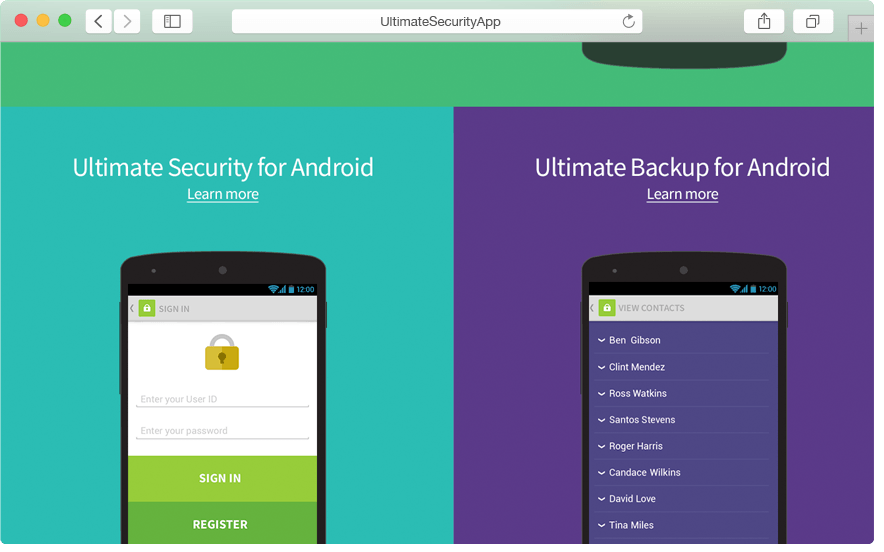 UltimateSecurityApp
Ultimate Security for Android
Learn more
12:00
SIGN IN
Enter your User ID
Enter your password
SIGN IN
REGISTER
Ultimate Backup for Android
Learn more
12:00
VIEW CONTACTS
Ben Gibson
Clint Mendez
Ross Watkins
Santos Stevens
Roger Harris
Candace Wilkins
David Love
Tina Miles